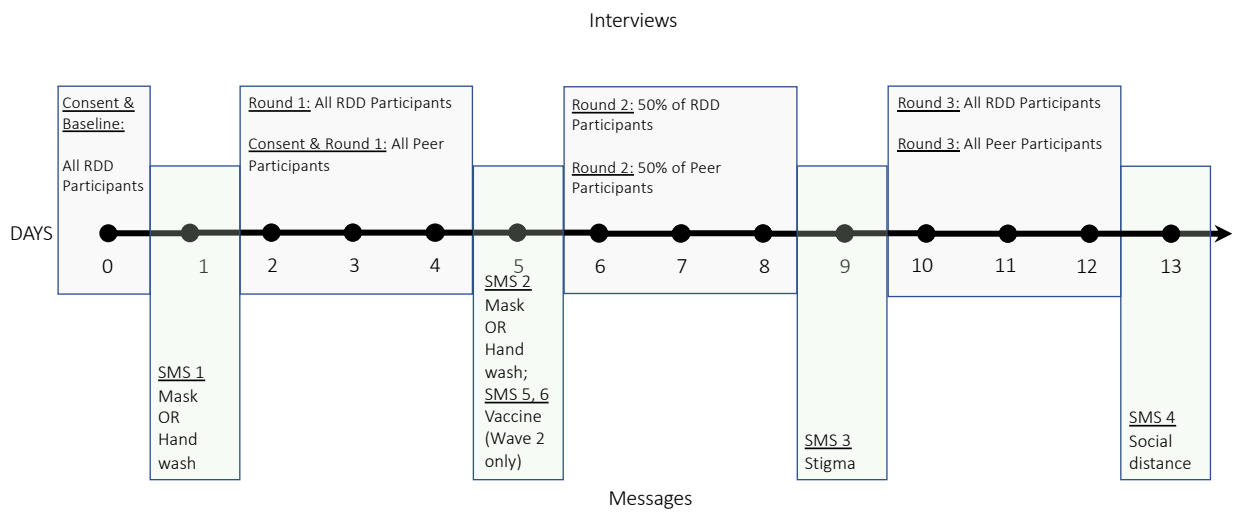 Interviews
Consent &
Baseline:
All RDD
Participants
Round 1: All RDD Participants
Consent & Round 1: All Peer
Participants
Round 2: 50% of RDD
Participants
Round 2: 50% of Peer
Participants
Round 3: All RDD Participants
Round 3: All Peer Participants
DAYS
0 1 2 3 4 5 6 7 8 9 10 11 12 13
SMS 1
Mask
OR
Hand
wash
SMS 2
Mask
OR
Hand
wash;
SMS 5, 6
Vaccine
(Wave 2
only)
SMS 3
Stigma
SMS 4
Social
distance
Messages